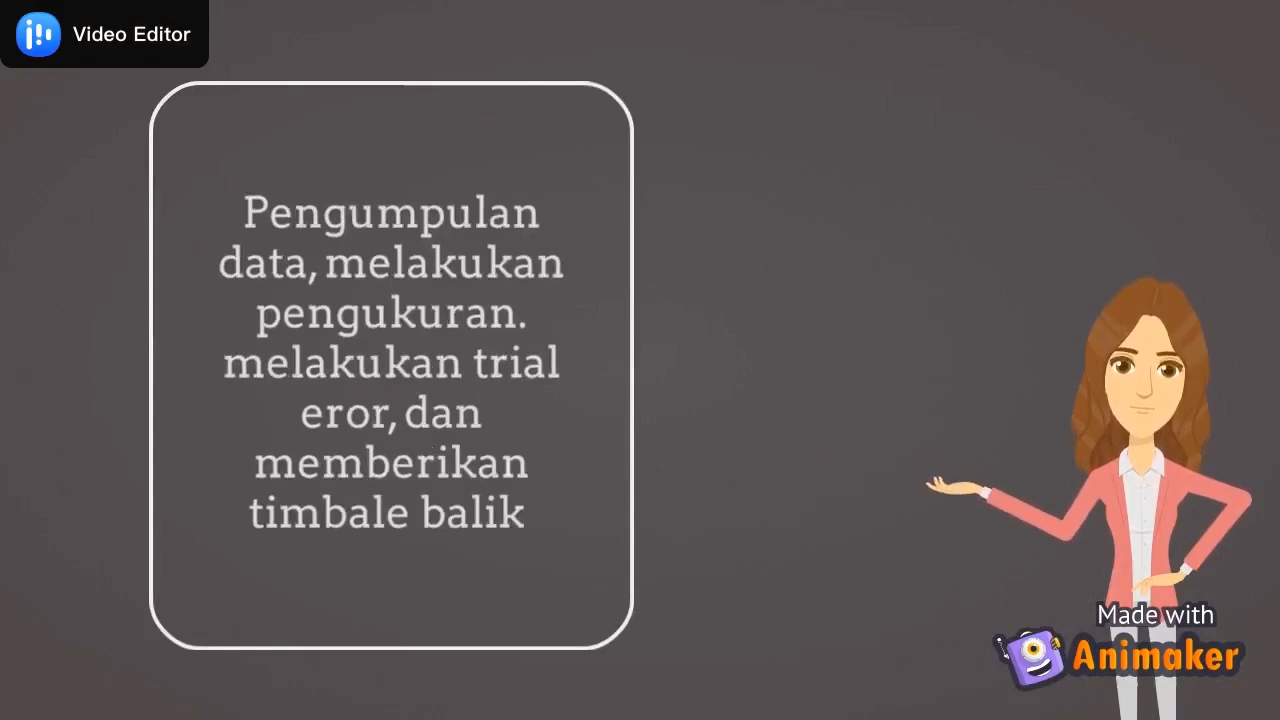 Video Editor
Pengumpulan
data, melakukan
pengukuran.
melakukan trial
eror, dan
memberikan
timbale balik
Made with
Animaker